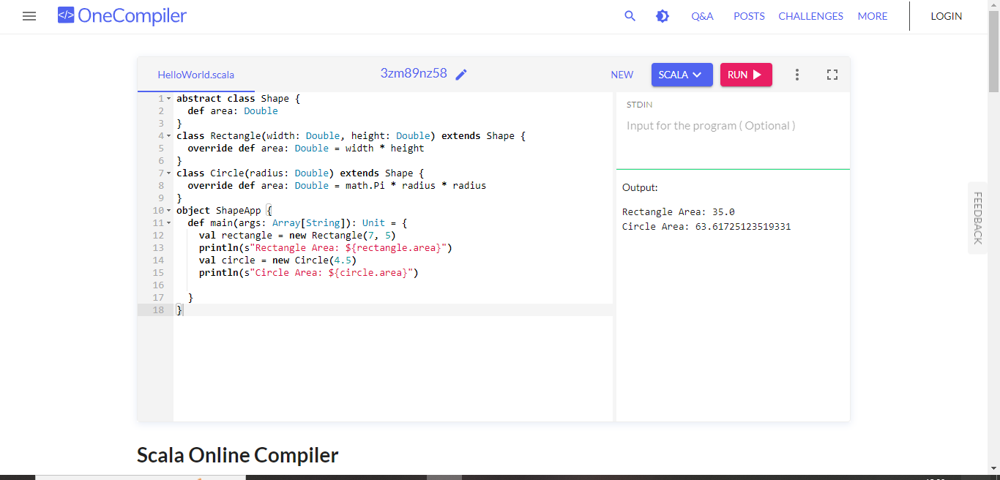 </> OneCompiler
Q&A POSTS CHALLENGES MORE LOGIN
HelloWorld.scala 3zm89nz58 NEW SCALA RUN
1 abstract class Shape {
2   def area: Double
3 }
4 class Rectangle(width: Double, height: Double) extends Shape {
5   override def area: Double = width * height
6 }
7 class Circle(radius: Double) extends Shape {
8   override def area: Double = math.Pi * radius * radius
9 }
10 object ShapeApp {
11   def main(args: Array[String]): Unit = {
12     val rectangle = new Rectangle(7, 5)
13     println(s"Rectangle Area: ${rectangle.area}")
14     val circle = new Circle(4.5)
15     println(s"Circle Area: ${circle.area}")
16
17   }
18 }
STDIN
Input for the program ( Optional )
Output:
Rectangle Area: 35.0
Circle Area: 63.61725123519331
FEEDBACK
Scala Online Compiler